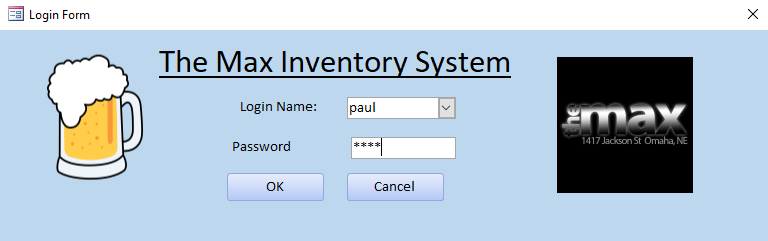 Login Form
The Max Inventory System
Login Name:
paul
Password
****
OK
Cancel
the max
1417 Jackson St Omaha, NE